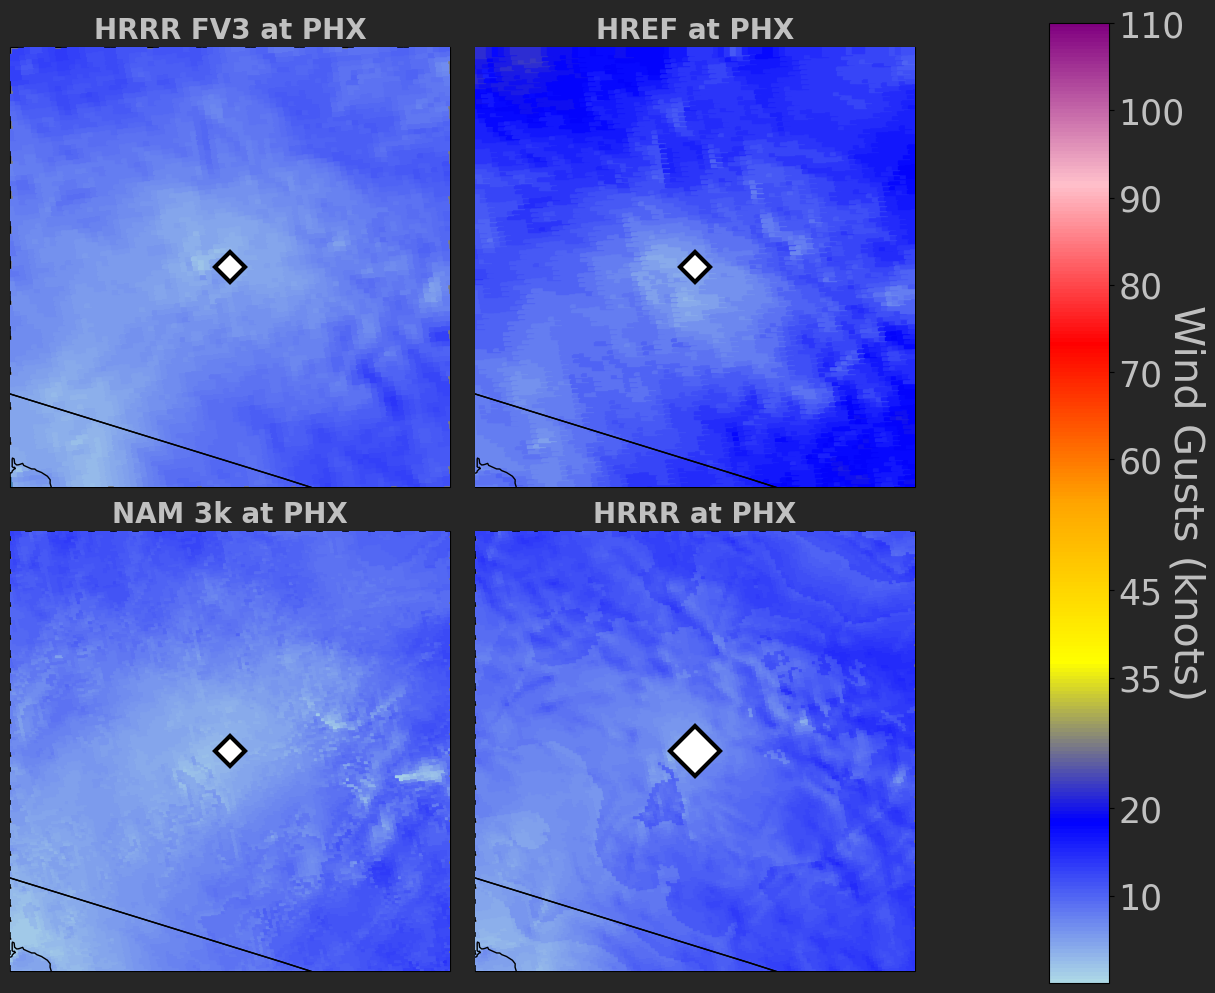 HRRR FV3 at PHX
HREF at PHX
NAM 3k at PHX
HRRR at PHX
110
100
90
80
70
60
45
35
20
10
Wind Gusts (knots)